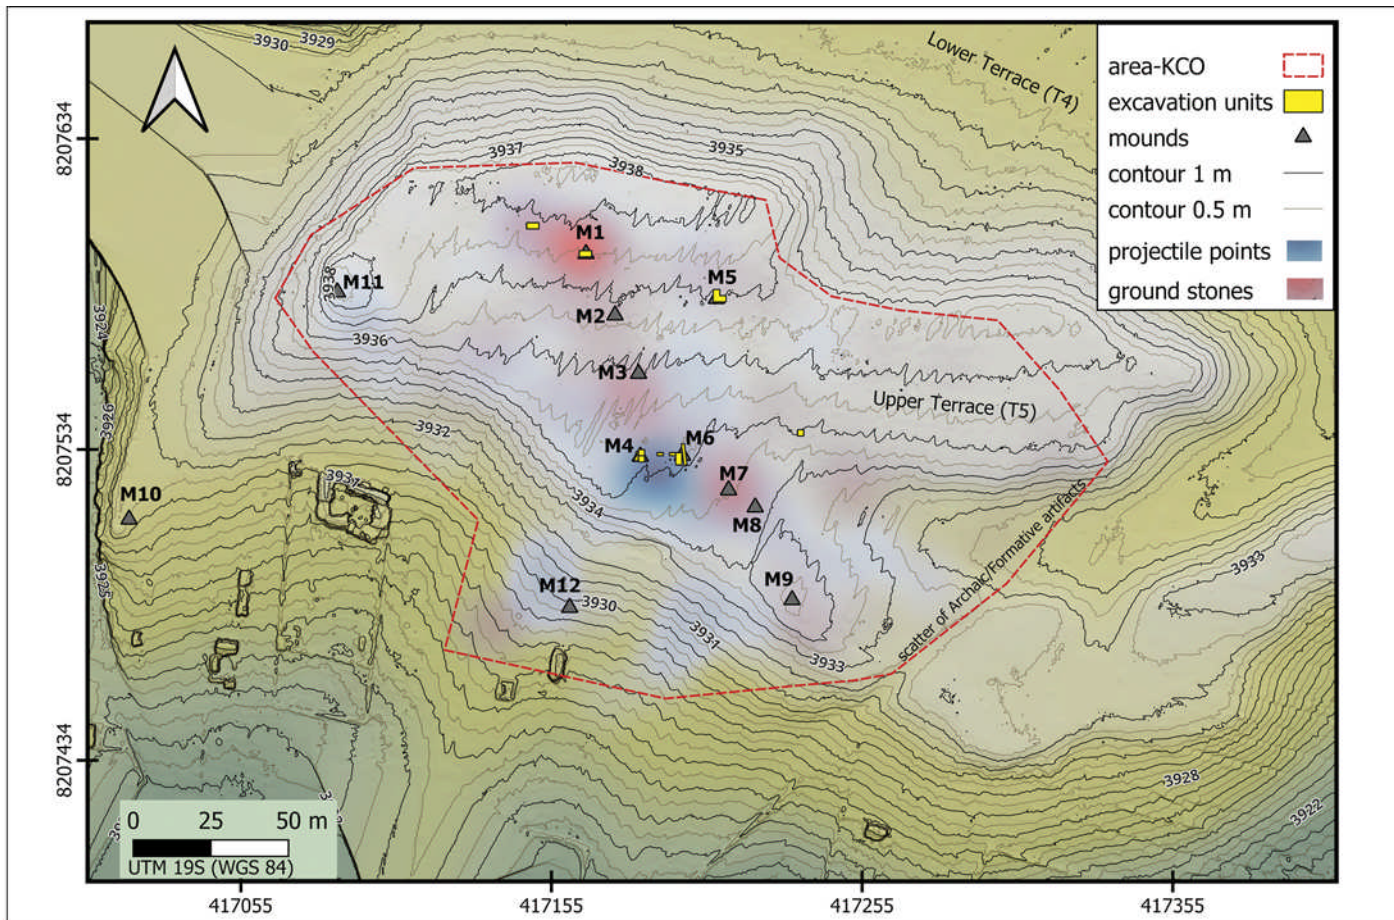 3930
3929
Lower Terrace (T4)
area-KCO
excavation units
mounds
contour 1 m
contour 0.5 m
projectile points
ground stones
8207634
3937
3938
3935
M1
3938
M11
M5
M2
3924
3936
M3
Upper Terrace (T5)
3926
3932
8207534
M4
M6
3931
M7
M10
3934
M8
scatter of Archaic/Formative artifacts
3925
3933
M12
M9
3930
3931
3933
8207434
3928
3922
0 25 50 m
UTM 19S (WGS 84)
417055
417155
417255
417355